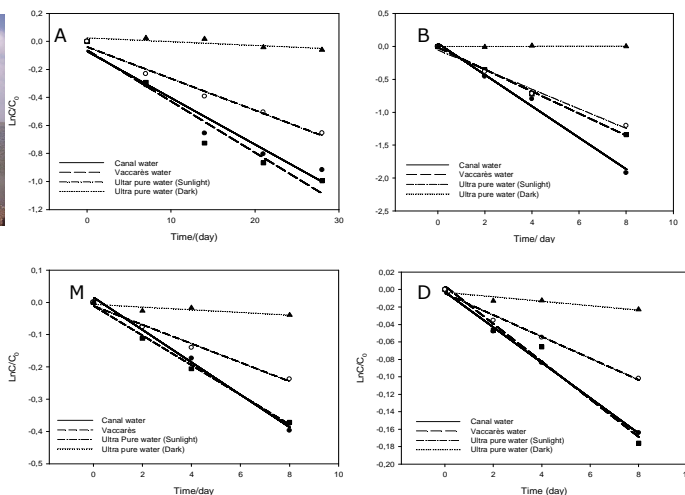 A
0,2
0,0
-0,2
-0,4
-0,6
-0,8
-1,0
-1,2
LnC/C₀
Canal water
Vaccarès water
Ultar pure water (Sunlight)
Ultra pure water (Dark)
0 10 20 30
Time/(day)
B
0,5
0,0
-0,5
-1,0
-1,5
-2,0
-2,5
LnC/C₀
Canal water
Vaccarès water
Ultra pure water (Sunlight)
Ultra pure water (Dark)
0 2 4 6 8 10
Time/ day
M
0,1
0,0
-0,1
-0,2
-0,3
-0,4
-0,5
LnC/C₀
Canal water
Vaccarès
Ultra Pure water (Sunlight)
Ultra pure water (Dark)
0 2 4 6 8 10
Time/day
D
0,02
0,00
-0,02
-0,04
-0,06
-0,08
-0,10
-0,12
-0,14
-0,16
-0,18
-0,20
LnC/C₀
Canal water
Vaccarès water
Ultra pure water (Sunlight)
Ultra pure water (Dark)
0 2 4 6 8
Time (day)